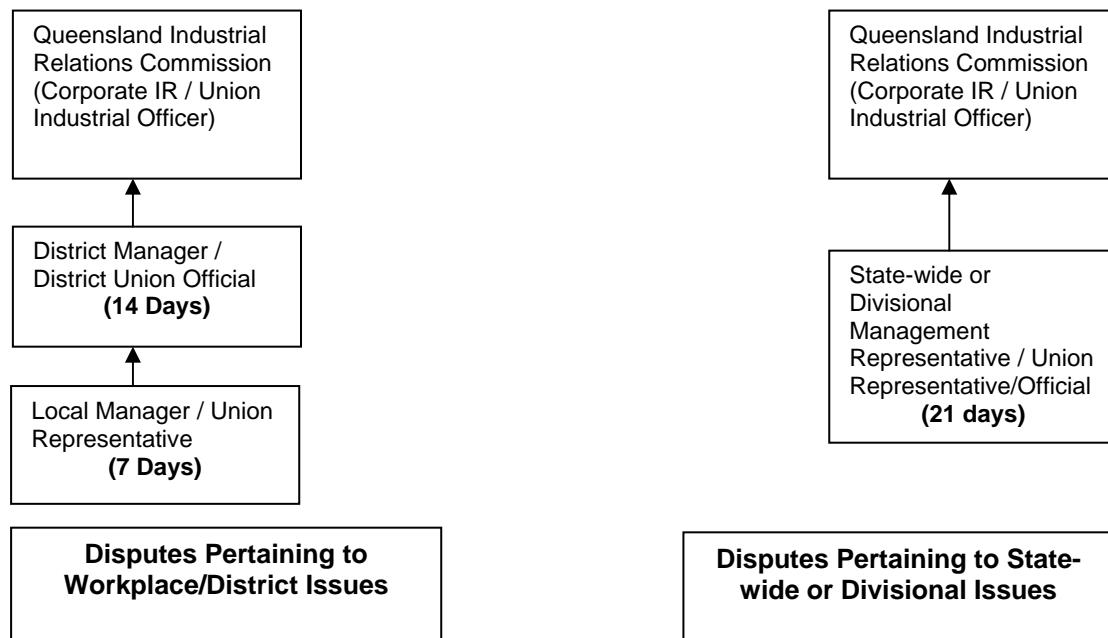 Queensland Industrial
Relations Commission
(Corporate IR / Union
Industrial Officer)
District Manager /
District Union Official
(14 Days)
Local Manager / Union
Representative
(7 Days)
Disputes Pertaining to
Workplace/District Issues
Queensland Industrial
Relations Commission
(Corporate IR / Union
Industrial Officer)
State-wide or
Divisional
Management
Representative / Union
Representative/Official
(21 days)
Disputes Pertaining to State-
wide or Divisional Issues